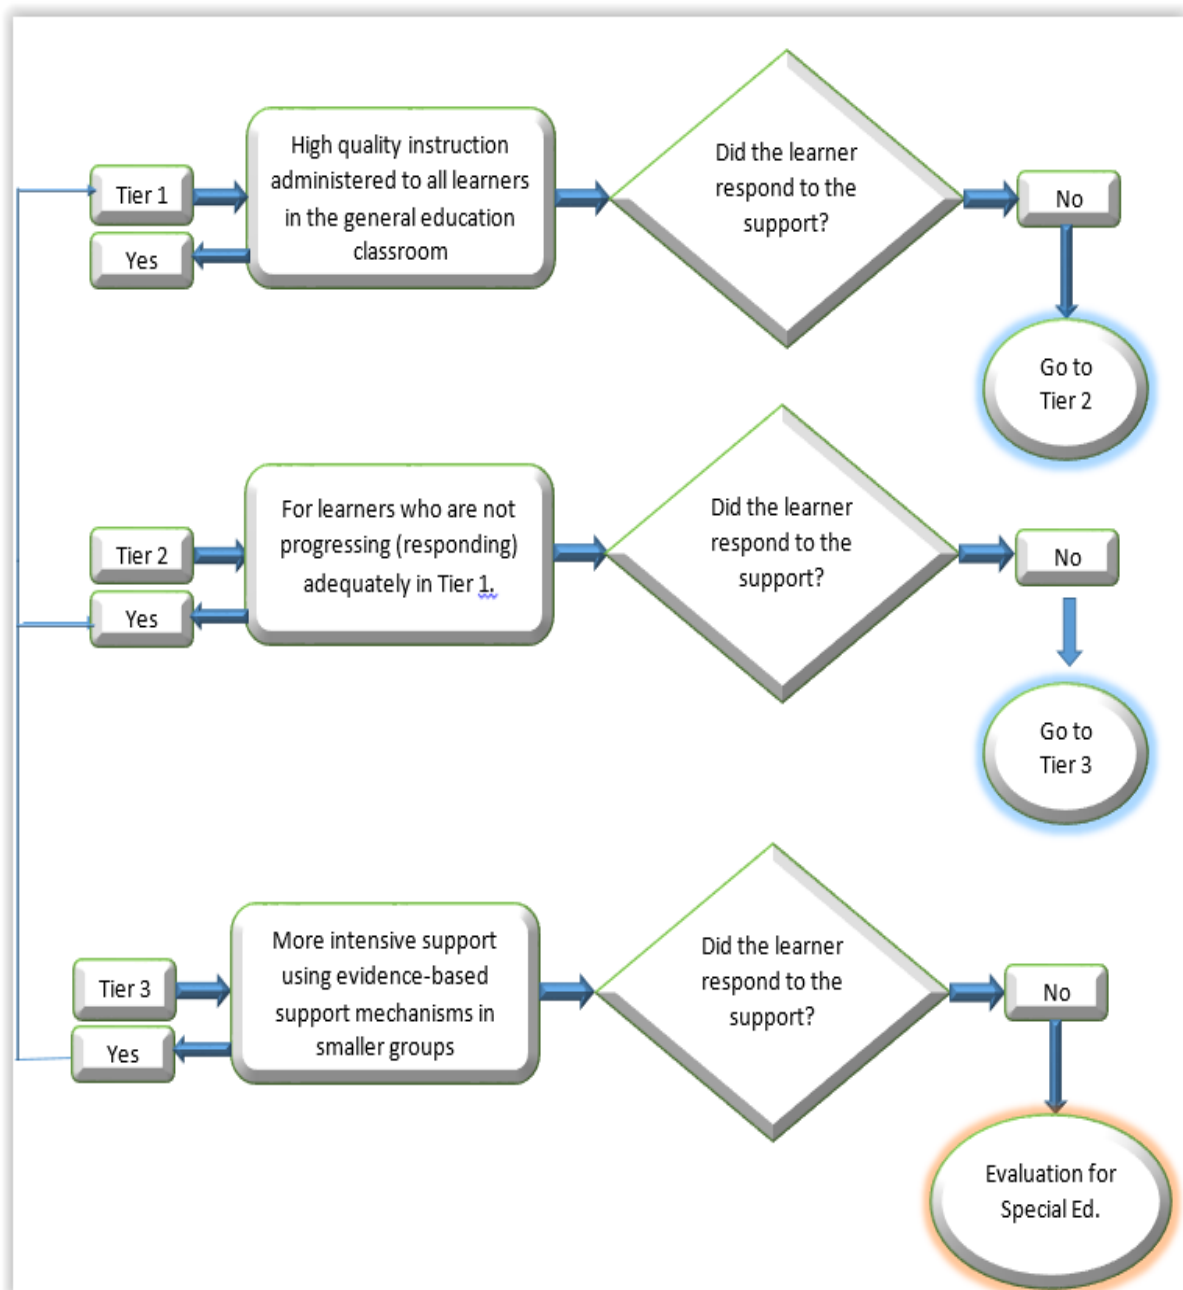 Tier 1
High quality instruction
administered to all learners
in the general education
classroom
Did the learner
respond to the
support?
No
Yes
Go to
Tier 2
Tier 2
For learners who are not
progressing (responding)
adequately in Tier 1.
Did the learner
respond to the
support?
No
Yes
Go to
Tier 3
Tier 3
More intensive support
using evidence-based
support mechanisms in
smaller groups
Did the learner
respond to the
support?
No
Yes
Evaluation for
Special Ed.